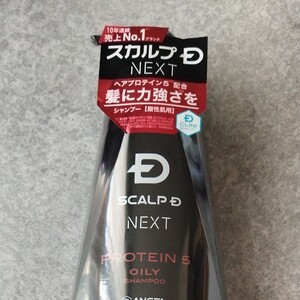 10年連続
売上No.1ブランド
スカルプD
NEXT
ヘアプロテイン5 配合
髪に力強さを
シャンプー [脂性肌用]
D
SCALP D
NEXT
PROTEIN 5
OILY
SHAMPOO
ANGFA